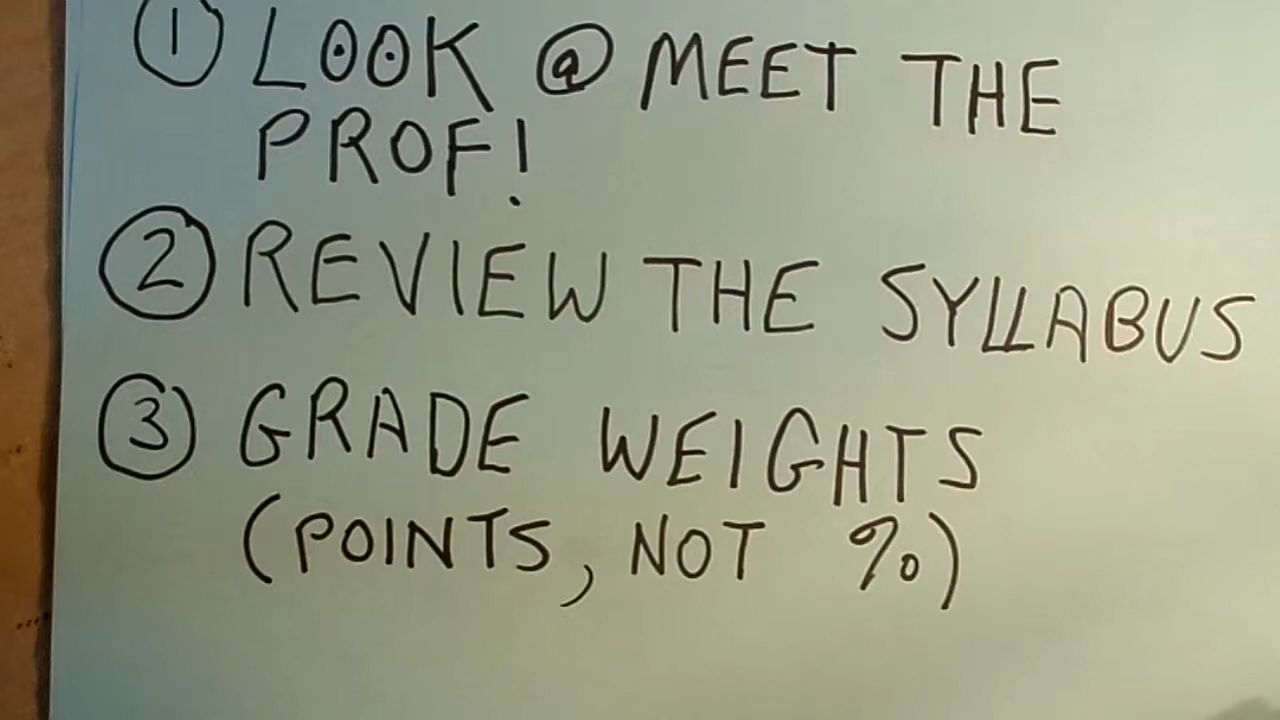 ① LOOK @ MEET THE
PROF!
② REVIEW THE SYLLABUS
③ GRADE WEIGHTS
(POINTS, NOT %)